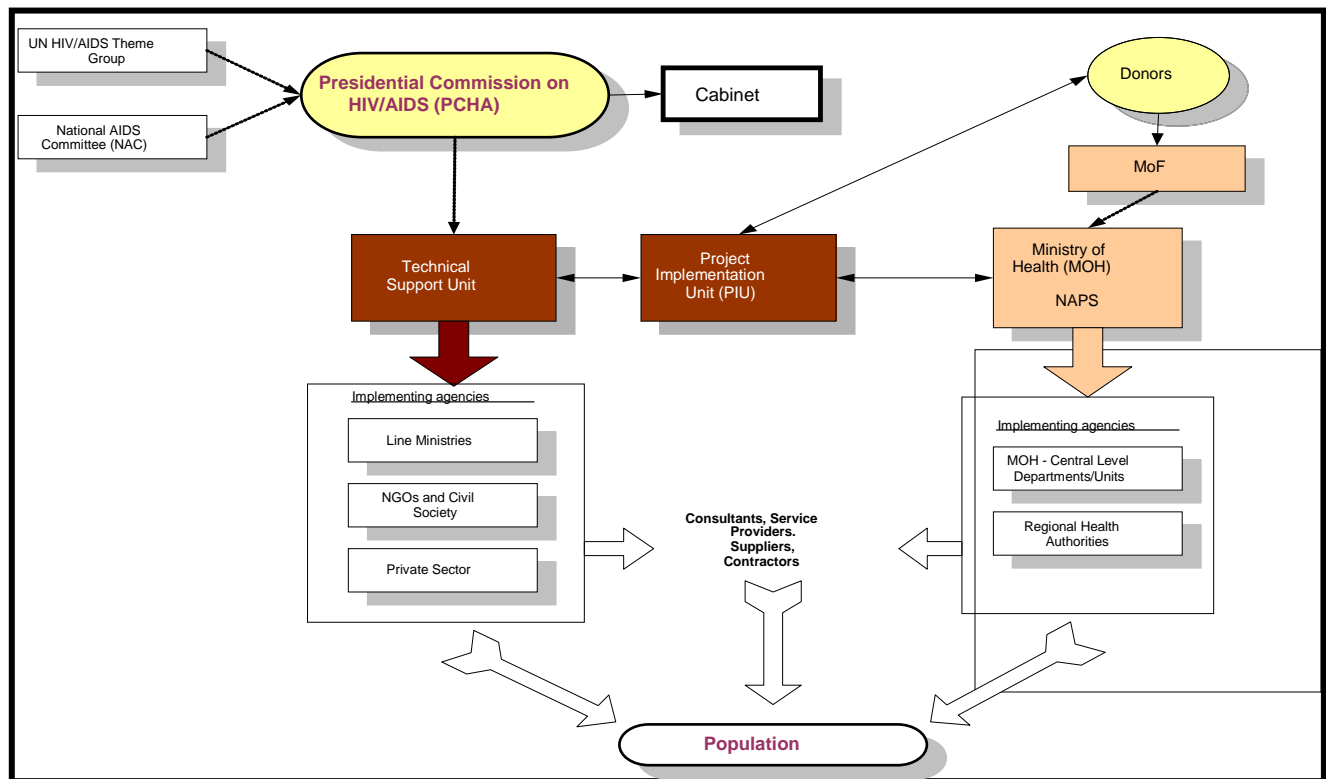 UN HIV/AIDS Theme
Group
National AIDS
Committee (NAC)
Presidential Commission on
HIV/AIDS (PCHA)
Cabinet
Donors
MoF
Technical
Support Unit
Project
Implementation
Unit (PIU)
Ministry of
Health (MOH)
NAPS
Implementing agencies
Line Ministries
NGOs and Civil
Society
Private Sector
Consultants, Service
Providers.
Suppliers,
Contractors
Implementing agencies
MOH - Central Level
Departments/Units
Regional Health
Authorities
Population